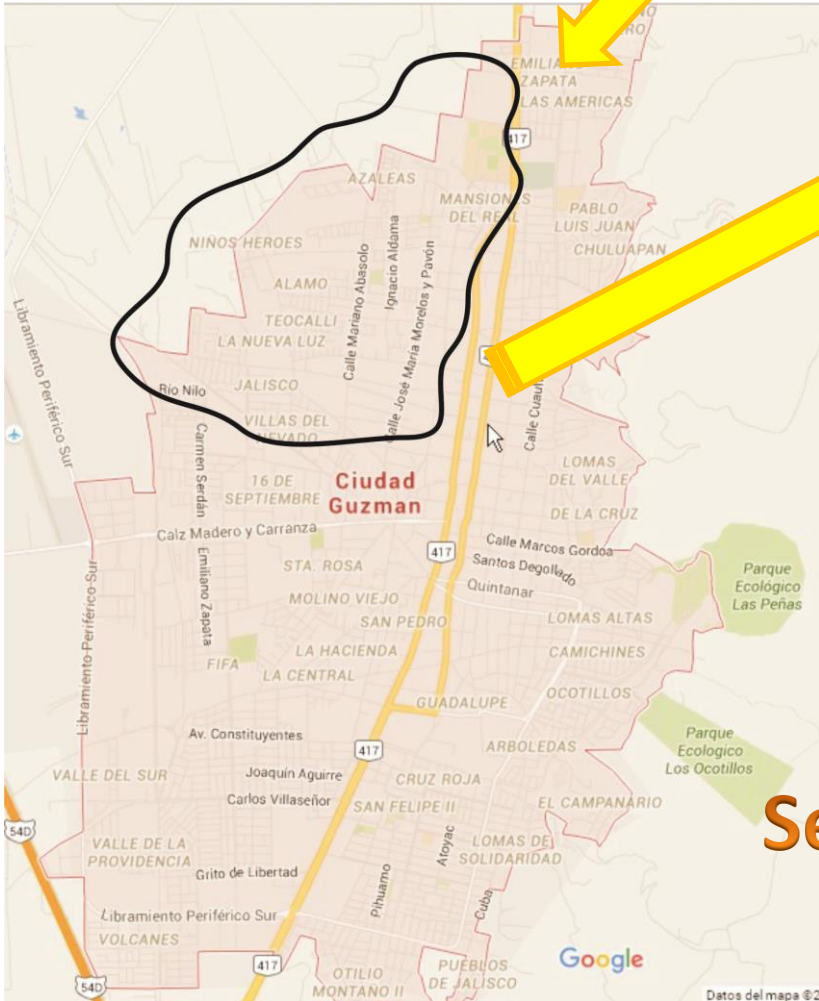 EMILIANO
ZAPATA
LAS AMERICAS
417
AZALEAS
MANSIONES
DEL REAL
PABLO
LUIS JUAN
CHULUAPAN
NIÑOS HEROES
Calle Mariano Abasolo
Ignacio Aldama
Calle José María Morelos y Pavón
ALAMO
TEOCALLI
LA NUEVA LUZ
Libramiento Periférico Sur
Río Nilo
JALISCO
VILLAS DEL
NEVADO
Carmen Serdán
16 DE
SEPTIEMBRE
Ciudad
Guzman
LOMAS
DEL VALLE
DE LA CRUZ
Calz Madero y Carranza
417
Calle Marcos Gordoa
Santos Degollado
Quintanar
Parque
Ecológico
Las Peñas
Emiliano Zapata
STA. ROSA
MOLINO VIEJO
SAN PEDRO
LOMAS ALTAS
Libramiento Periférico Sur
FIFA
LA HACIENDA
LA CENTRAL
CAMICHINES
OCOTILLOS
GUADALUPE
Av. Constituyentes
417
ARBOLEDAS
Parque
Ecologico
Los Ocotillos
VALLE DEL SUR
Joaquín Aguirre
CRUZ ROJA
Carlos Villaseñor
SAN FELIPE II
EL CAMPANARIO
Se
54D
VALLE DE LA
PROVIDENCIA
Atoyac
LOMAS DE
SOLIDARIDAD
Grito de Libertad
Pihuamo
Cuba
Libramiento Periférico Sur
VOLCANES
417
54D
OTILIO
MONTAÑO II
PUEBLOS
DE JALISCO
Google
Datos del mapa ©2